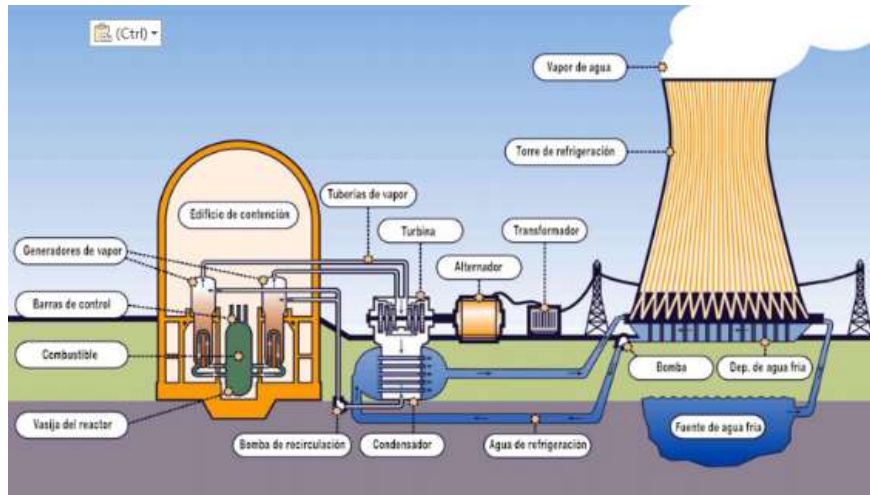 (Ctrl)
Vapor de agua
Torre de refrigeración
Tuberías de vapor
Edificio de contención
Turbina
Transformador
Generadores de vapor
Alternador
Barras de control
Combustible
Bomba
Dep. de agua fría
Vasija del reactor
Bomba de recirculación
Condensador
Agua de refrigeración
Fuente de agua fría